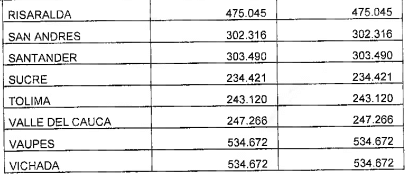 RISARALDA 475.045 475.045
SAN ANDRES 302.316 302.316
SANTANDER 303.490 303.490
SUCRE 234.421 234.421
TOLIMA 243.120 243.120
VALLE DEL CAUCA 247.266 247.266
VAUPES 534.672 534.672
VICHADA 534.672 534.672